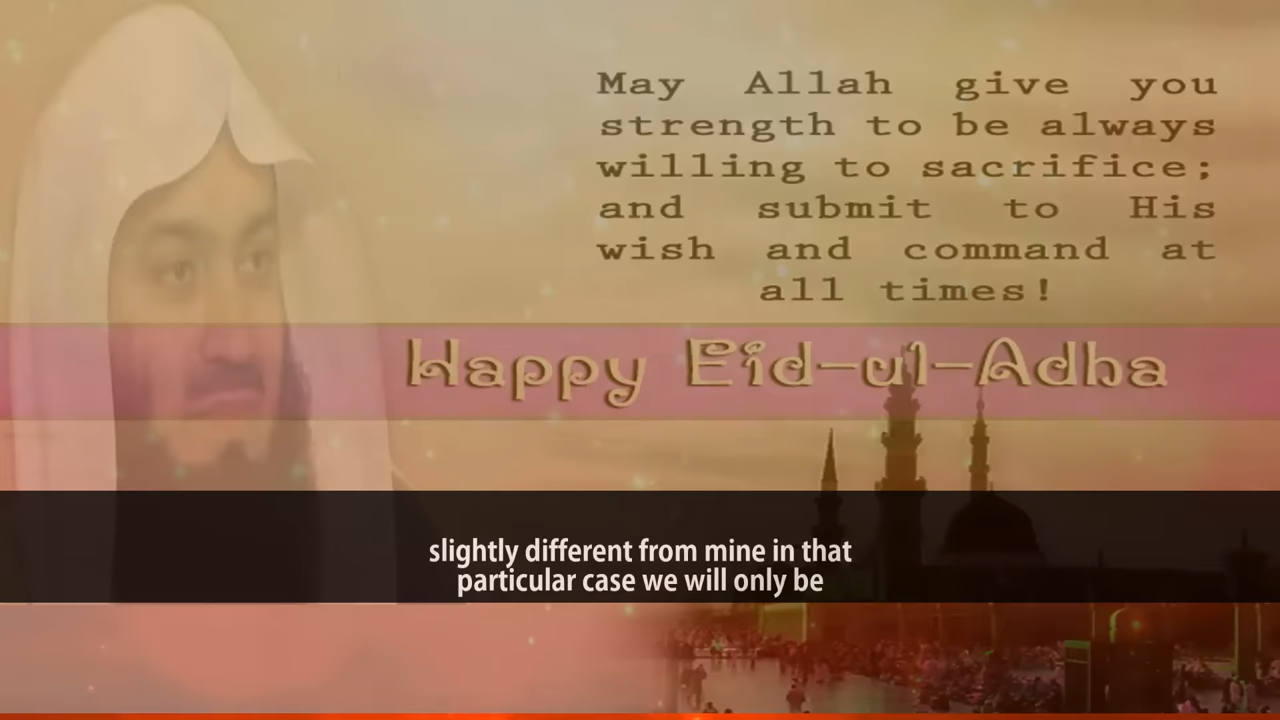 May Allah give you
strength to be always
willing to sacrifice;
and submit to His
wish and command at
all times!
Happy Eid-ul-Adha
slightly different from mine in that
particular case we will only be